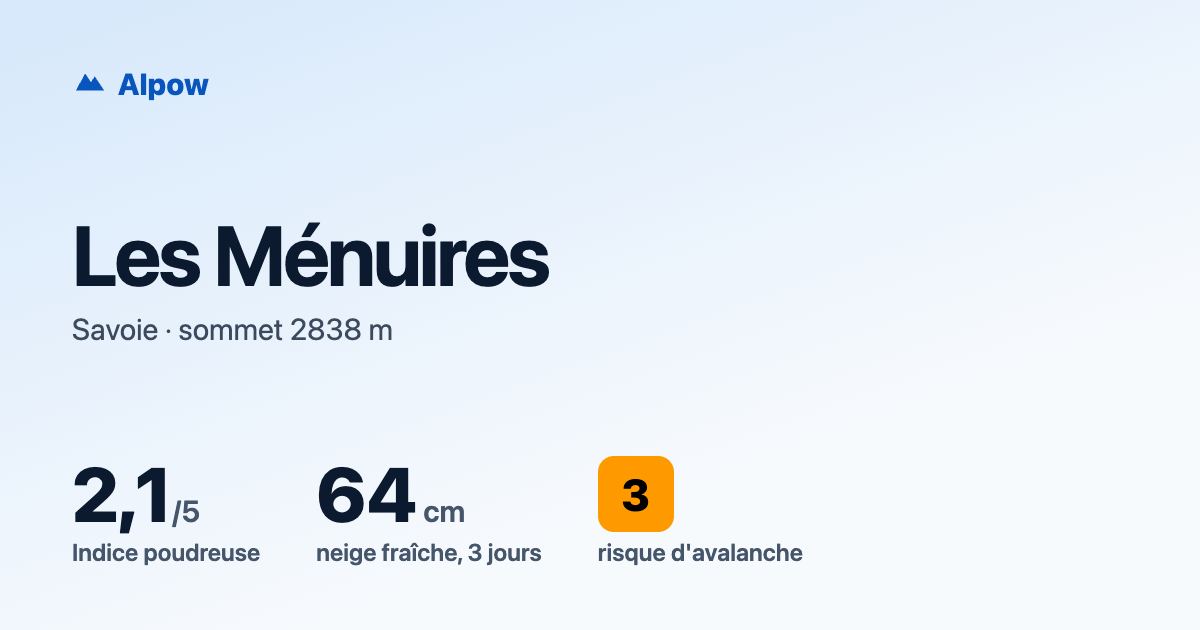 Alpow
Les Ménuires
Savoie · sommet 2838 m
2,1/5
Indice poudreuse
64 cm
neige fraîche, 3 jours
3
risque d'avalanche